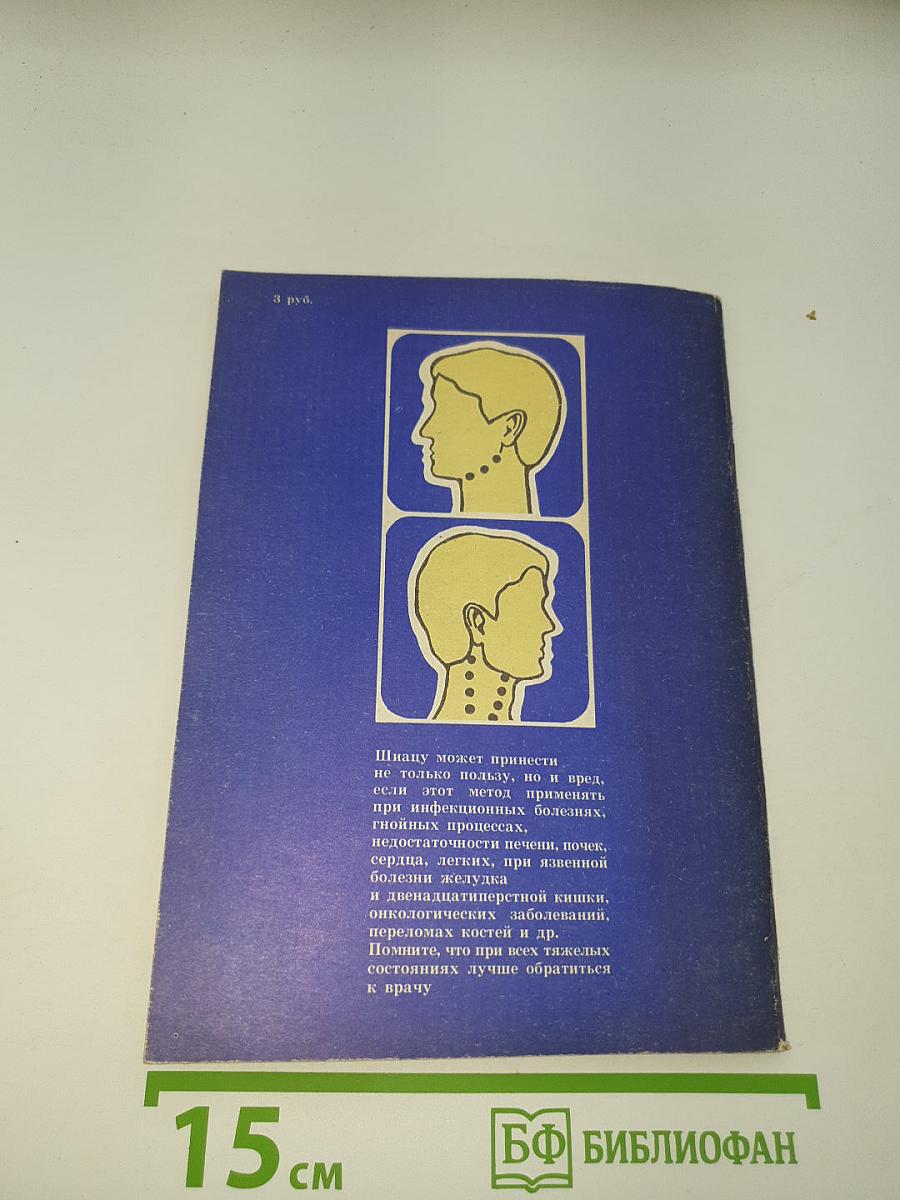 3 руб.
Шиацу может принести
не только пользу, но и вред,
если этот метод применять
при инфекционных болезнях,
гнойных процессах,
недостаточности печени, почек,
сердца, легких, при язвенной
болезни желудка
и двенадцатиперстной кишки,
онкологических заболеваний,
переломах костей и др.
Помните, что при всех тяжелых
состояниях лучше обратиться
к врачу
15 см
БФ БИБЛИОФАН